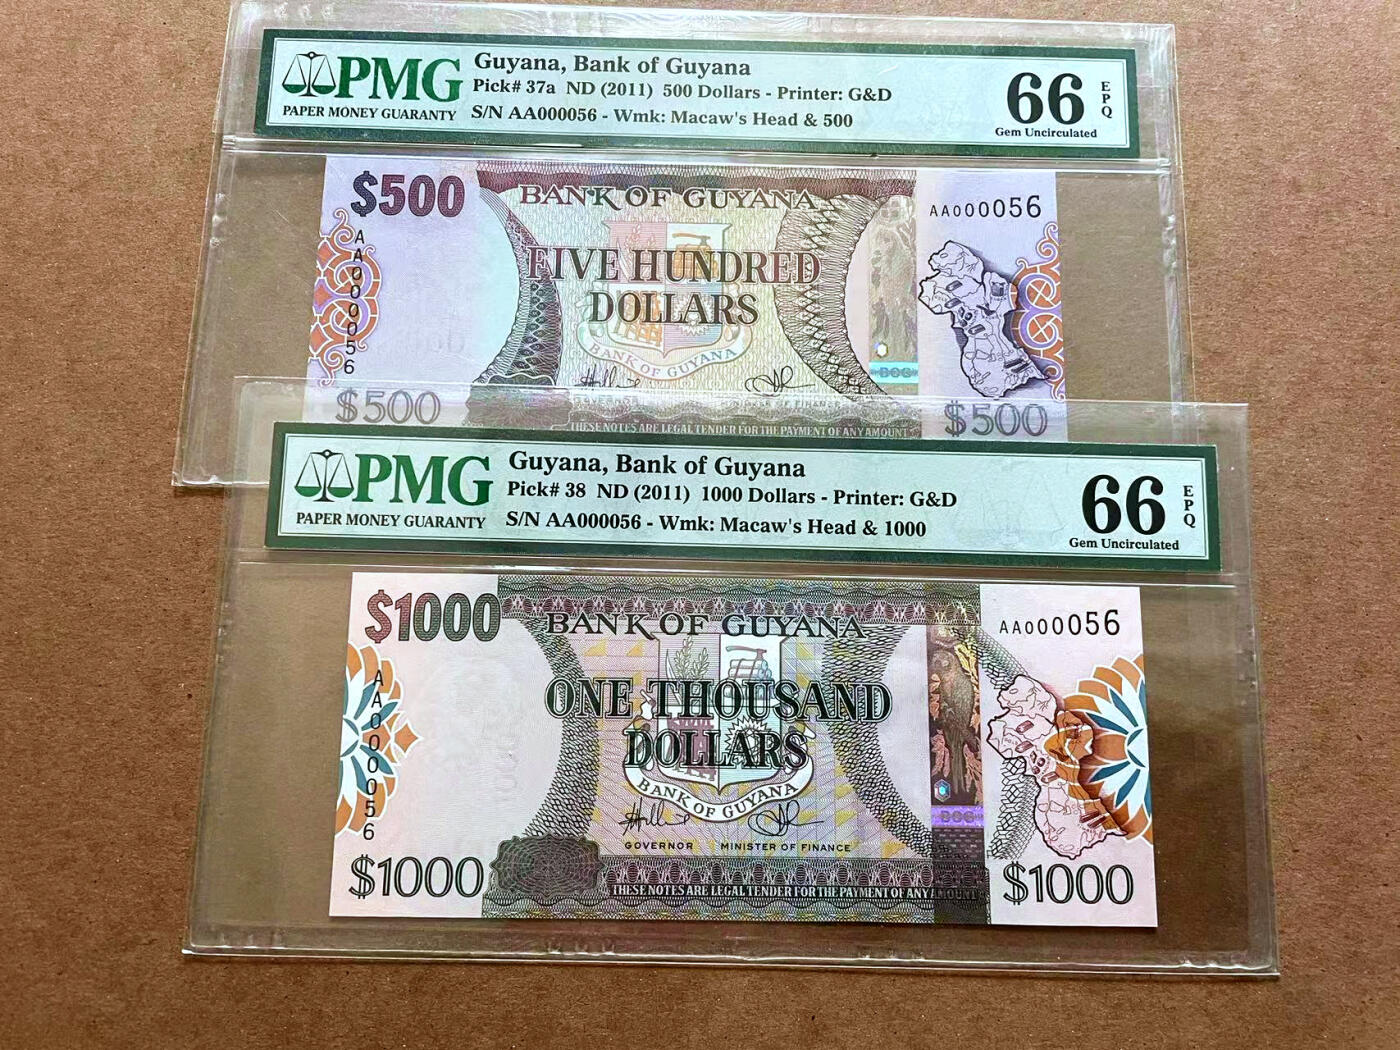 PMG
PAPER MONEY GUARANTY
Guyana, Bank of Guyana
Pick# 37a ND (2011) 500 Dollars - Printer: G&D
S/N AA000056 - Wmk: Macaw's Head & 500
66
EPQ
Gem Uncirculated
$500
BANK OF GUYANA
AA000056
AA000056
FIVE HUNDRED
DOLLARS
BANK OF GUYANA
BOG
GOVERNOR
OF FINANCE
$500
THESE NOTES ARE LEGAL TENDER FOR THE PAYMENT OF ANY AMOUNT
$500
PMG
PAPER MONEY GUARANTY
Guyana, Bank of Guyana
Pick# 38 ND (2011) 1000 Dollars - Printer: G&D
S/N AA000056 - Wmk: Macaw's Head & 1000
66
EPQ
Gem Uncirculated
$1000
BANK OF GUYANA
AA000056
AA000056
ONE THOUSAND
DOLLARS
BANK OF GUYANA
BOG
GOVERNOR MINISTER OF FINANCE
$1000
THESE NOTES ARE LEGAL TENDER FOR THE PAYMENT OF ANY AMOUNT
$1000